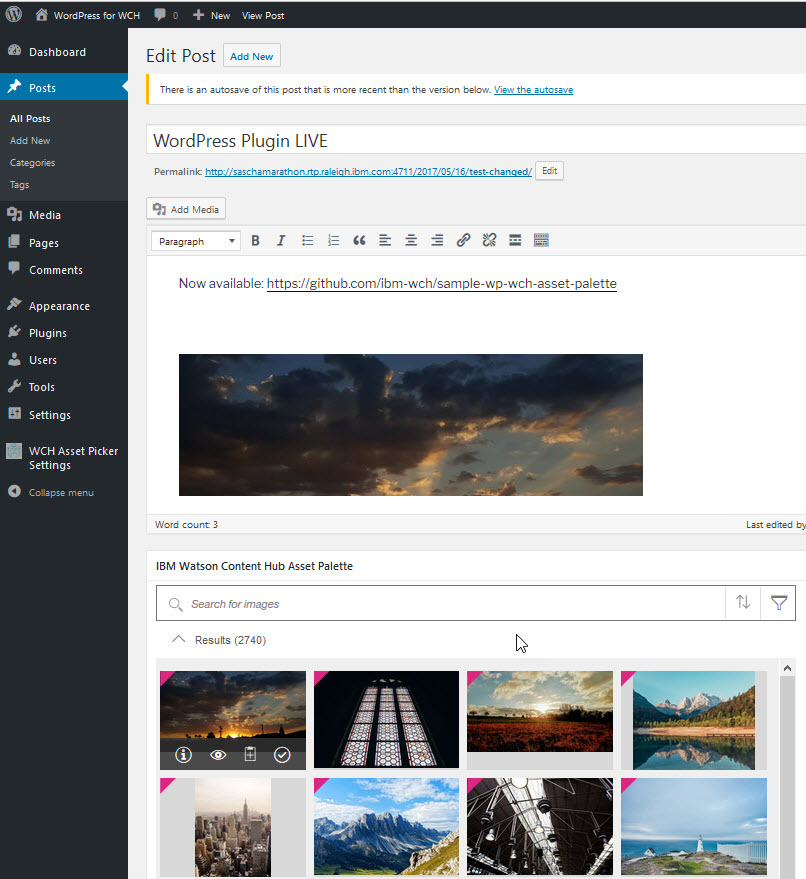 WordPress for WCH 0 New View Post
Dashboard
Posts
All Posts
Add New
Categories
Tags
Media
Pages
Comments
Appearance
Plugins
Users
Tools
Settings
WCH Asset Picker
Settings
Collapse menu
Edit Post Add New
There is an autosave of this post that is more recent than the version below. View the autosave
WordPress Plugin LIVE
Permalink: http://saschamarathon.rtp.raleigh.ibm.com:4711/2017/05/16/test-changed/ Edit
Add Media
Paragraph
Now available: https://github.com/ibm-wch/sample-wp-wch-asset-palette
Word count: 3 Last edited by
IBM Watson Content Hub Asset Palette
Search for images
Results (2740)